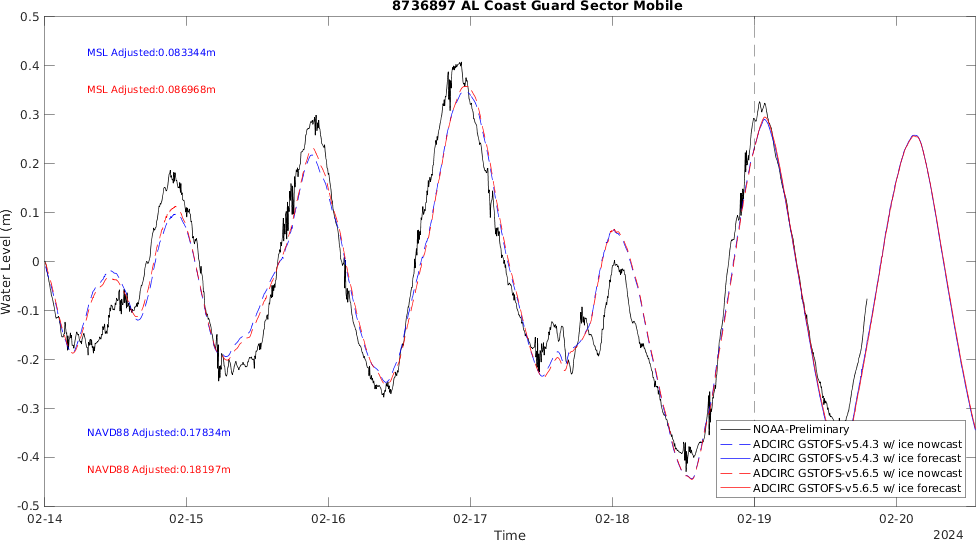 8736897 AL Coast Guard Sector Mobile
0.5
0.4
0.3
0.2
0.1
0
-0.1
-0.2
-0.3
-0.4
-0.5
Water Level (m)
MSL Adjusted:0.083344m
MSL Adjusted:0.086968m
NAVD88 Adjusted:0.17834m
NAVD88 Adjusted:0.18197m
NOAA-Preliminary
ADCIRC GSTOFS-v5.4.3 w/ ice nowcast
ADCIRC GSTOFS-v5.4.3 w/ ice forecast
ADCIRC GSTOFS-v5.6.5 w/ ice nowcast
ADCIRC GSTOFS-v5.6.5 w/ ice forecast
02-14 02-15 02-16 02-17 02-18 02-19 02-20
Time
2024